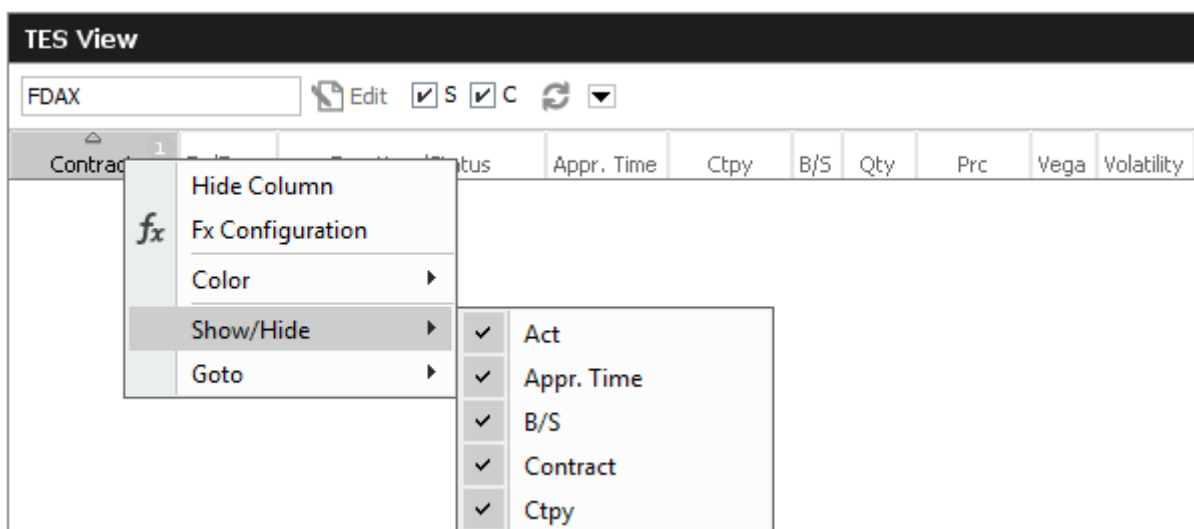 TES View
FDAX Edit S C
Contract 1 Appr. Time Ctpy B/S Qty Prc Vega Volatility
Hide Column
fx Fx Configuration
Color
Show/Hide
Goto
Act
Appr. Time
B/S
Contract
Ctpy